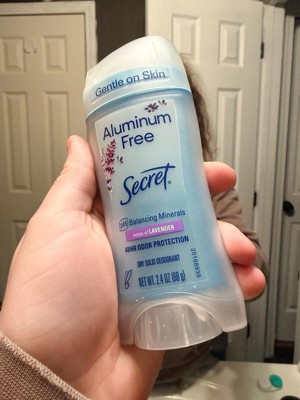 Gentle on Skin
Aluminum
Free
Secret®
pH Balancing Minerals
notes of LAVENDER
48HR ODOR PROTECTION
DRY SOLID DEODORANT
NET WT. 2.4 OZ (68 g)